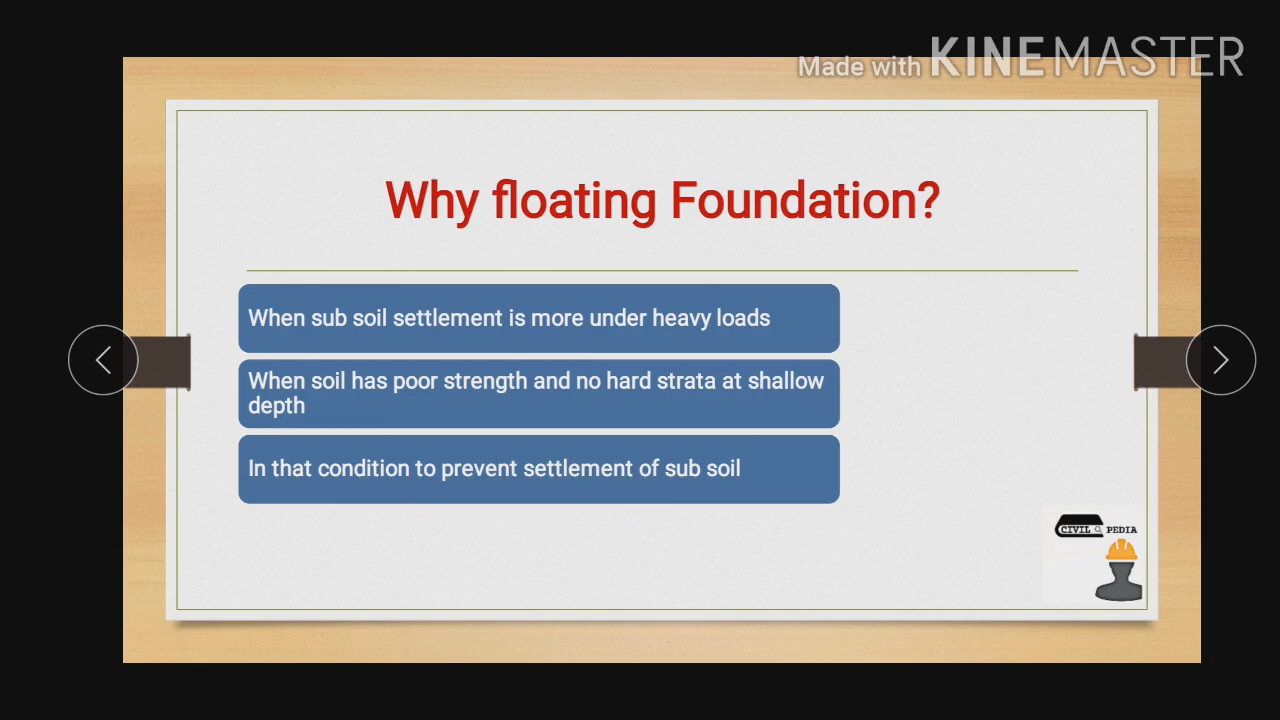 Made with KINEMASTER
Why floating Foundation?
When sub soil settlement is more under heavy loads
When soil has poor strength and no hard strata at shallow
depth
In that condition to prevent settlement of sub soil
CIVIL PEDIA